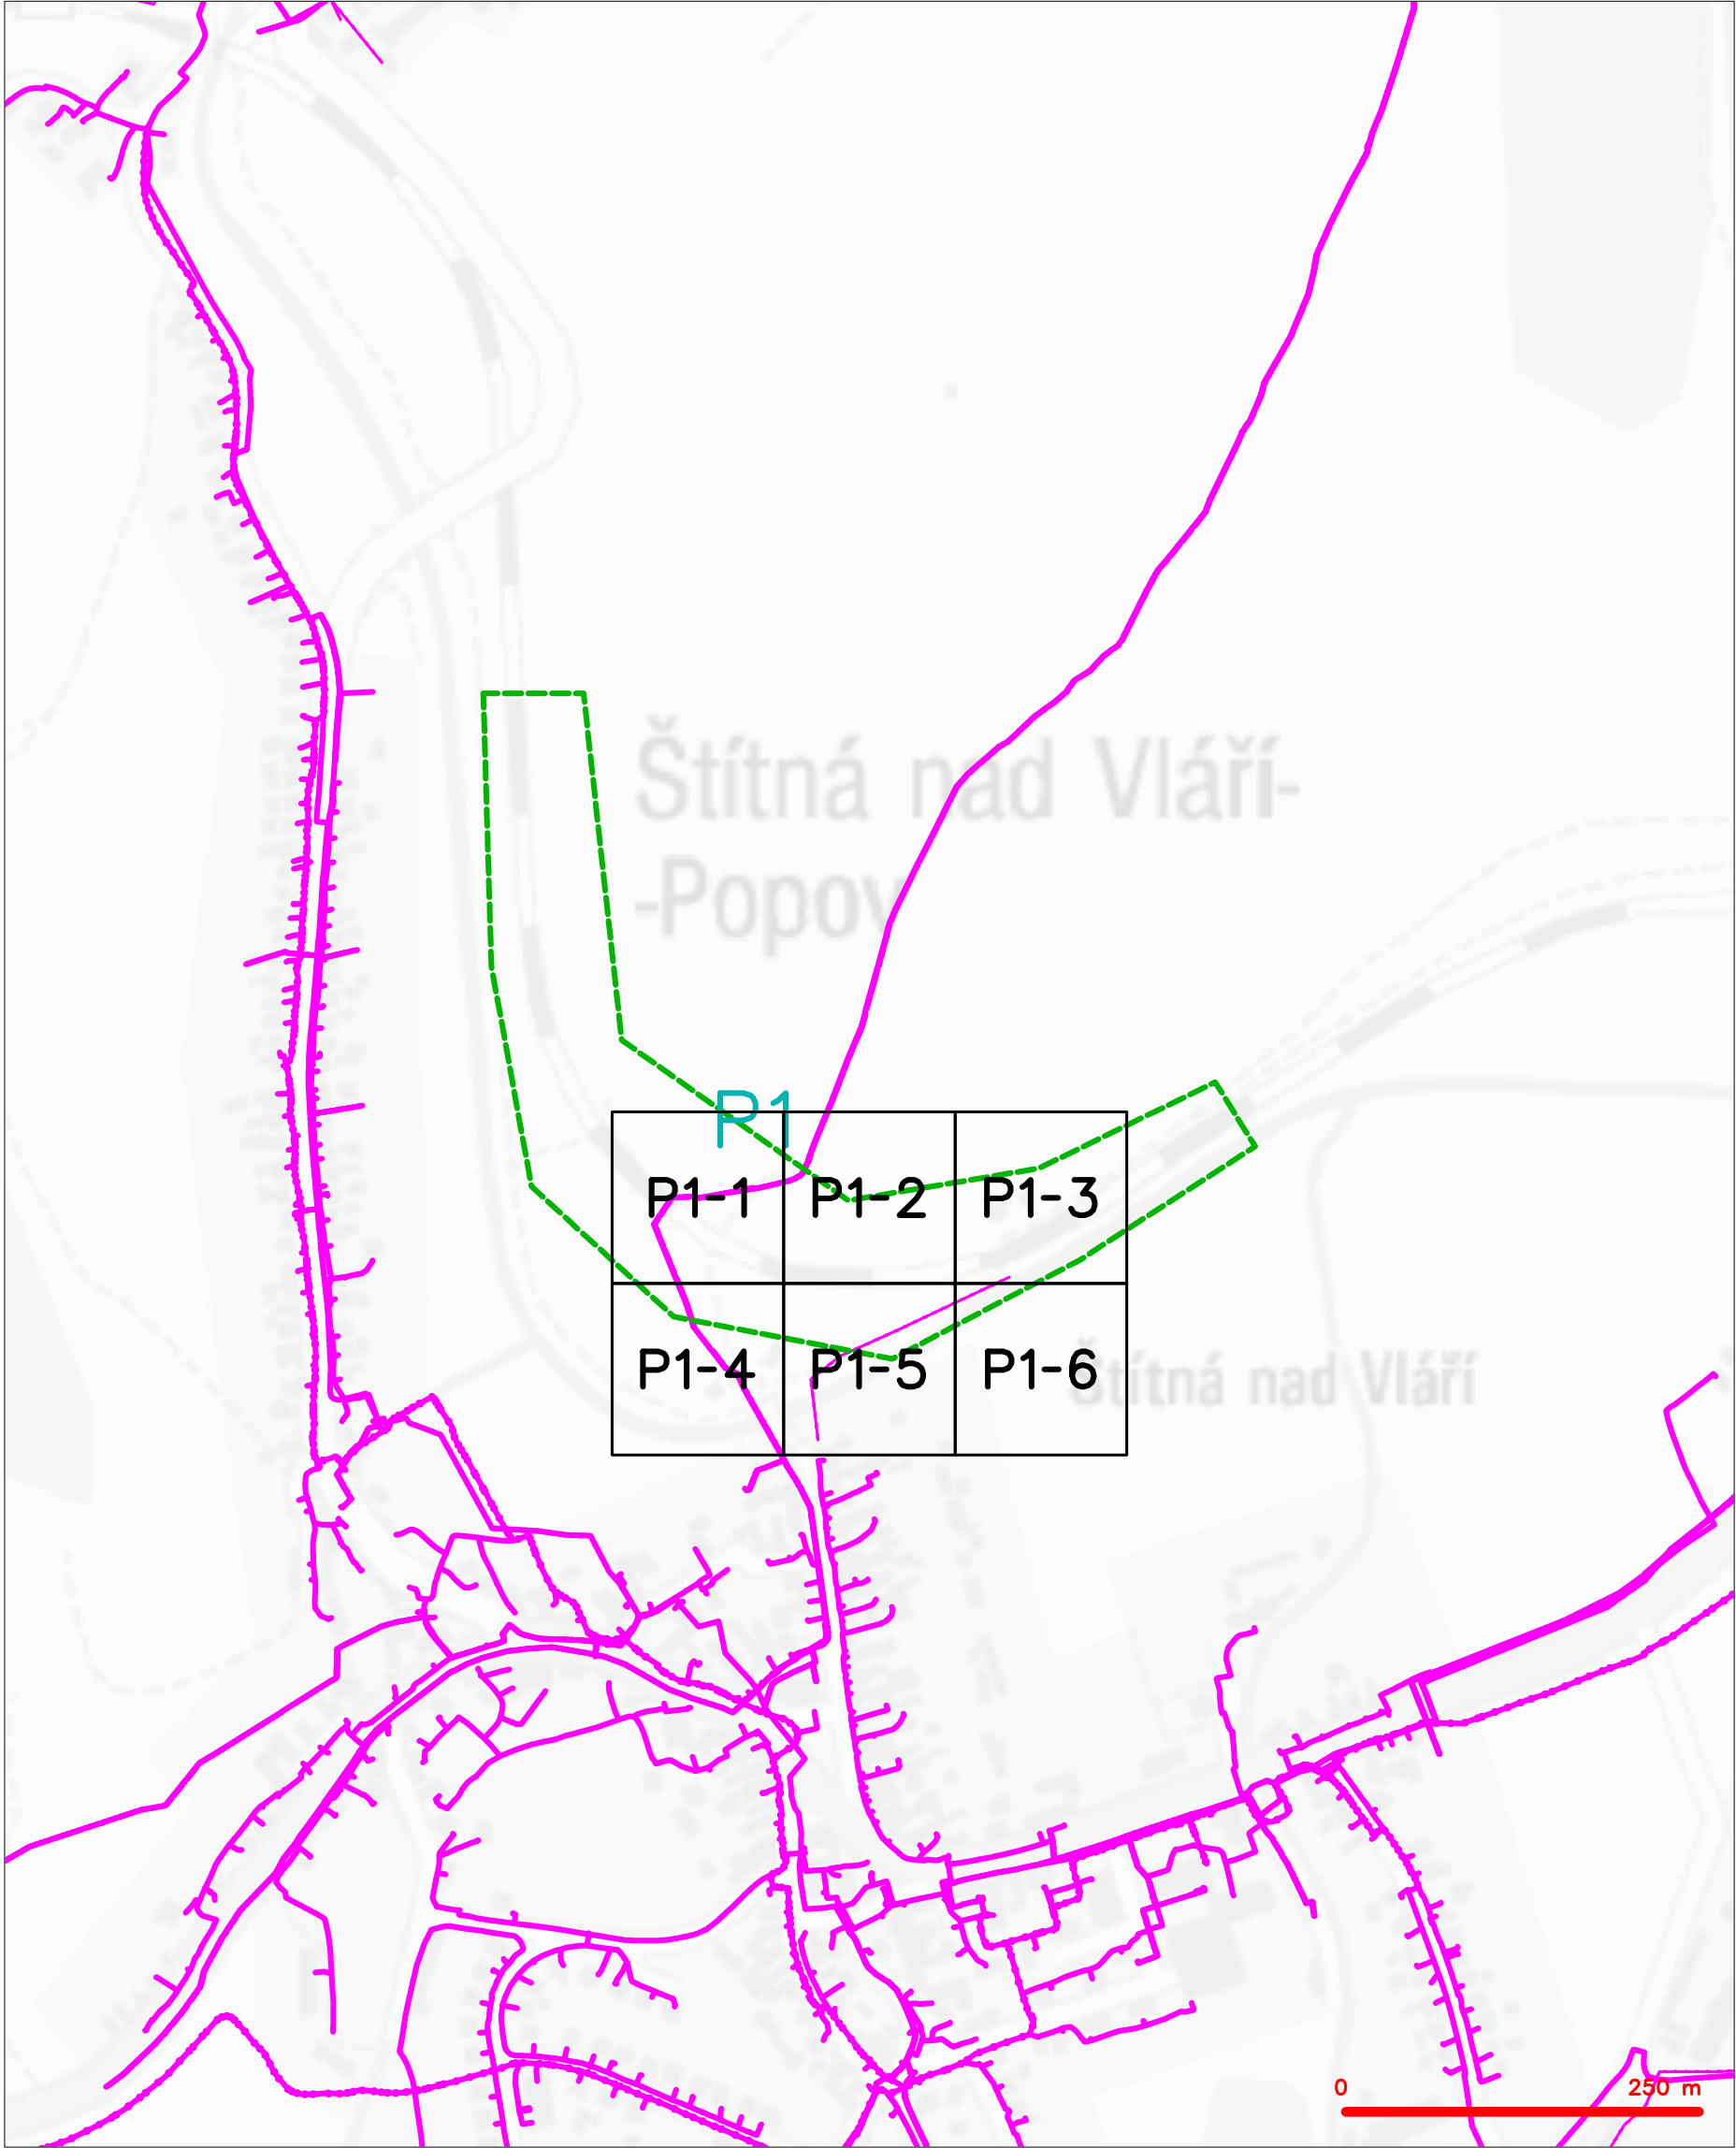 Štítná nad Vláří-
-Popov
P1
P1-1 P1-2 P1-3
P1-4 P1-5 P1-6
Štítná nad Vláří
0 250 m